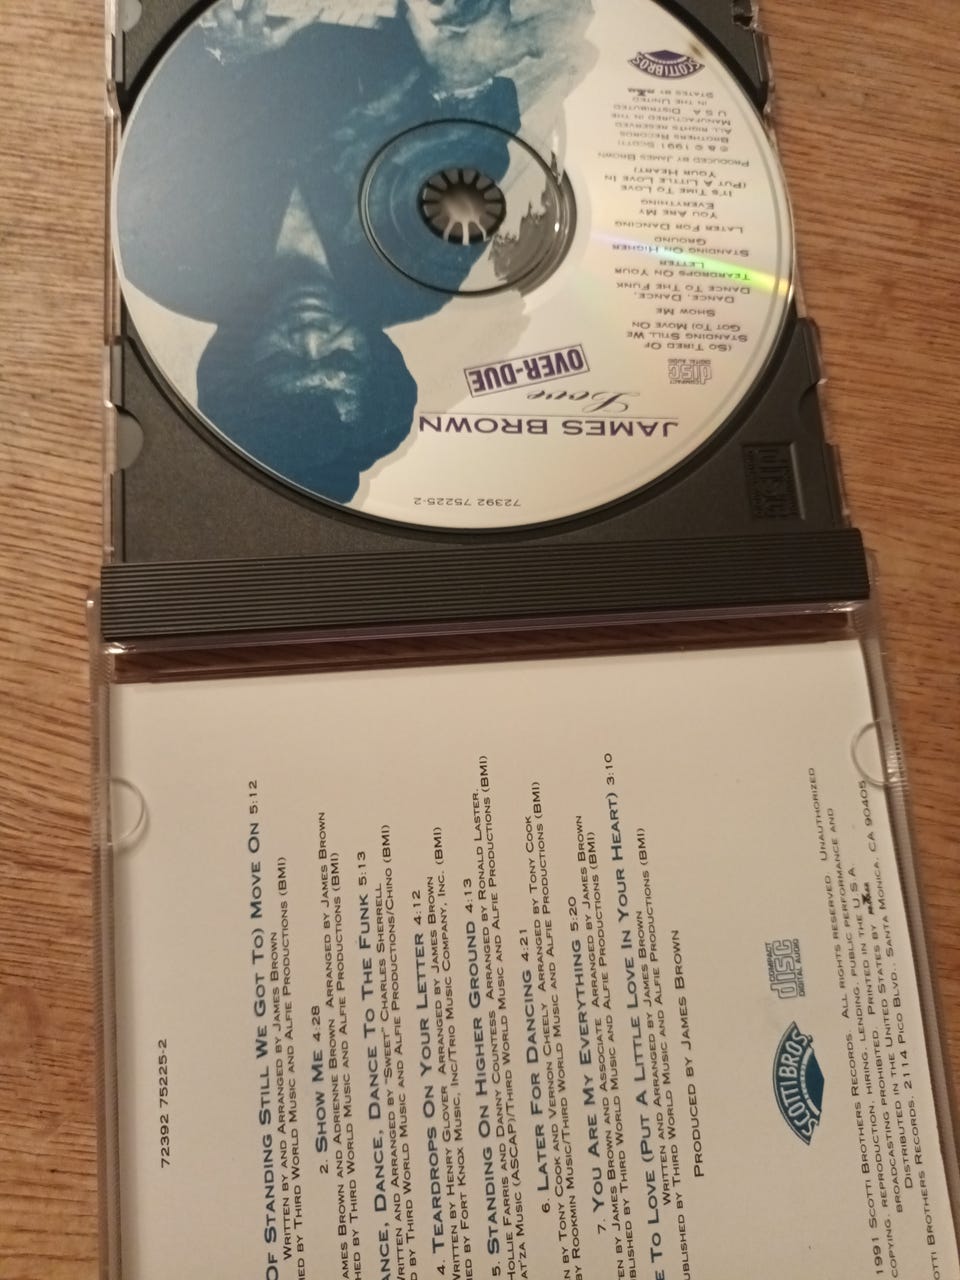 72392 75225-2
JAMES BROWN
Love
OVER-DUE
COMPACT
disc
DIGITAL AUDIO
(SO TIRED OF
STANDING STILL WE
GOT TO) MOVE ON
SHOW ME
DANCE, DANCE,
DANCE TO THE FUNK
TEARDROPS ON YOUR
LETTER
STANDING ON HIGHER
GROUND
LATER FOR DANCING
YOU ARE MY
EVERYTHING
IT'S TIME TO LOVE
(PUT A LITTLE LOVE IN
YOUR HEART)
PRODUCED BY JAMES BROWN
℗ & © 1991 SCOTTI
BROTHERS RECORDS
ALL RIGHTS RESERVED
MANUFACTURED IN THE
U S A DISTRIBUTED
IN THE UNITED
STATES BY
SCOTTI BROS
72392 75225-2
OF STANDING STILL WE GOT TO) MOVE ON 5:12
WRITTEN BY AND ARRANGED BY JAMES BROWN
BY THIRD WORLD MUSIC AND ALFIE PRODUCTIONS (BMI)
2. SHOW ME 4:28
JAMES BROWN AND ADRIENNE BROWN ARRANGED BY JAMES BROWN
BY THIRD WORLD MUSIC AND ALFIE PRODUCTIONS (BMI)
DANCE, DANCE TO THE FUNK 5:13
WRITTEN AND ARRANGED BY "SWEET" CHARLES SHERRELL
BY THIRD WORLD MUSIC AND ALFIE PRODUCTIONS/CHINO (BMI)
4. TEARDROPS ON YOUR LETTER 4:12
WRITTEN BY HENRY GLOVER ARRANGED BY JAMES BROWN
BY FORT KNOX MUSIC, INC/TRIO MUSIC COMPANY, INC. (BMI)
5. STANDING ON HIGHER GROUND 4:13
HOLLIE FARRIS AND DANNY COUNTESS ARRANGED BY RONALD LASTER.
MUSIC (ASCAP)/THIRD WORLD MUSIC AND ALFIE PRODUCTIONS (BMI)
6. LATER FOR DANCING 4:21
BY TONY COOK AND VERNON CHEELY ARRANGED BY TONY COOK
BY ROOKMIN MUSIC/THIRD WORLD MUSIC AND ALFIE PRODUCTIONS (BMI)
7. YOU ARE MY EVERYTHING 5:20
BY JAMES BROWN AND ASSOCIATE ARRANGED BY JAMES BROWN
BY THIRD WORLD MUSIC AND ALFIE PRODUCTIONS (BMI)
TO LOVE (PUT A LITTLE LOVE IN YOUR HEART) 3:10
WRITTEN AND ARRANGED BY JAMES BROWN
BY THIRD WORLD MUSIC AND ALFIE PRODUCTIONS (BMI)
PRODUCED BY JAMES BROWN
SCOTTI BROS
COMPACT
disc
DIGITAL AUDIO
1991 SCOTTI BROTHERS RECORDS. ALL RIGHTS RESERVED UNAUTHORIZED
COPYING, REPRODUCTION, HIRING, LENDING, PUBLIC PERFORMANCE AND
BROADCASTING PROHIBITED. PRINTED IN THE U S A.
DISTRIBUTED IN THE UNITED STATES BY
BROTHERS RECORDS, 2114 PICO BLVD., SANTA MONICA, CA 90405